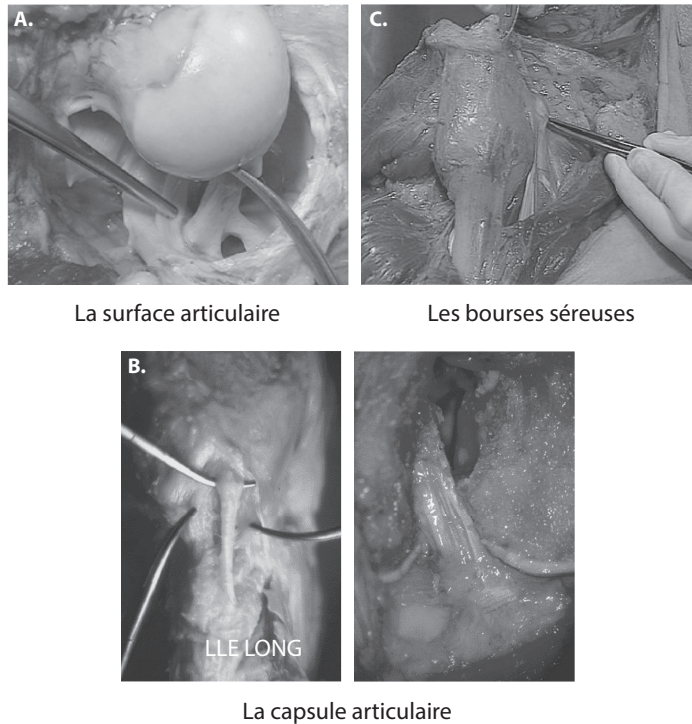 A.
C.
La surface articulaire
Les bourses séreuses
B.
LLE LONG
La capsule articulaire